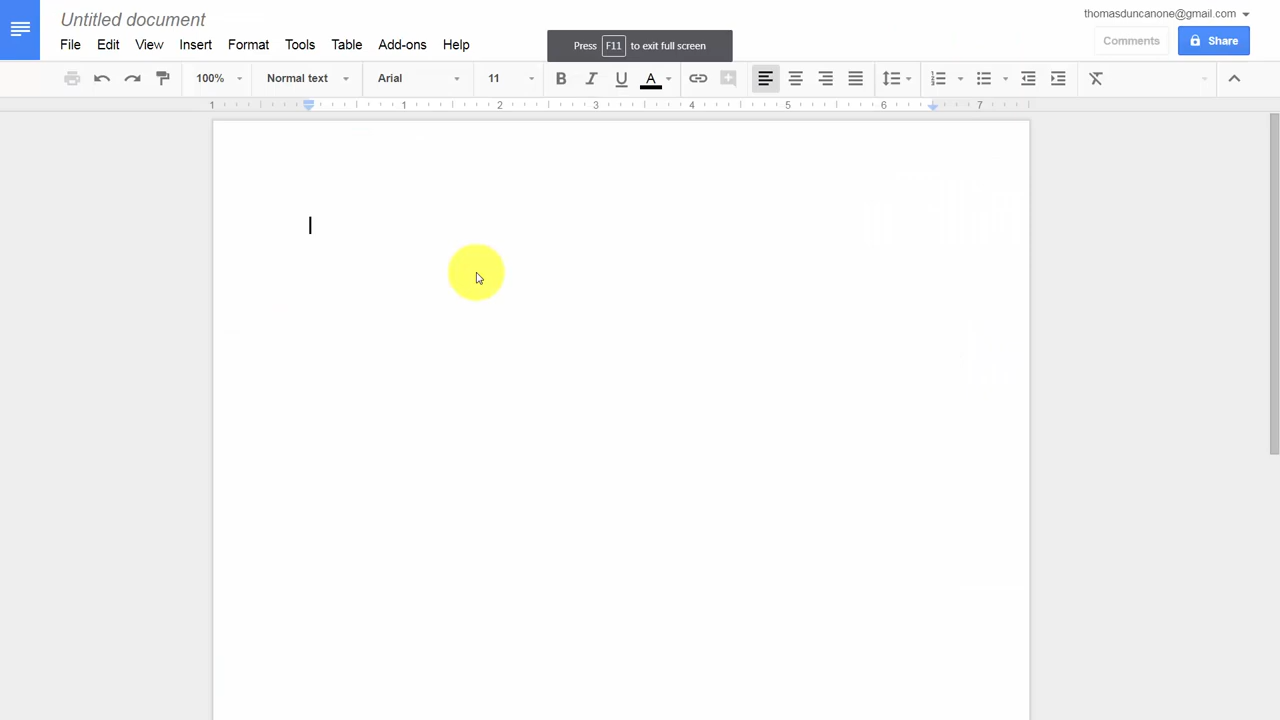 Untitled document
thomasduncanone@gmail.com
File Edit View Insert Format Tools Table Add-ons Help
Press F11 to exit full screen
Comments
Share
100% Normal text Arial 11 B I U A
1 1 2 3 4 5 6 7